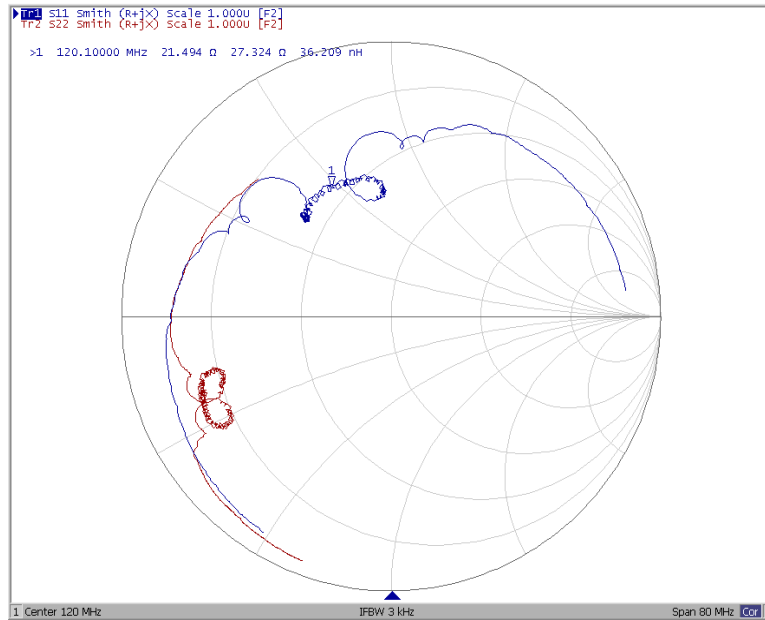 Tr1 S11 Smith (R+jX) Scale 1.000U [F2]
Tr2 S22 Smith (R+jX) Scale 1.000U [F2]
>1 120.10000 MHz 21.494 Ω 27.324 Ω 36.209 nH
1
1 Center 120 MHz IFBW 3 kHz Span 80 MHz Cor